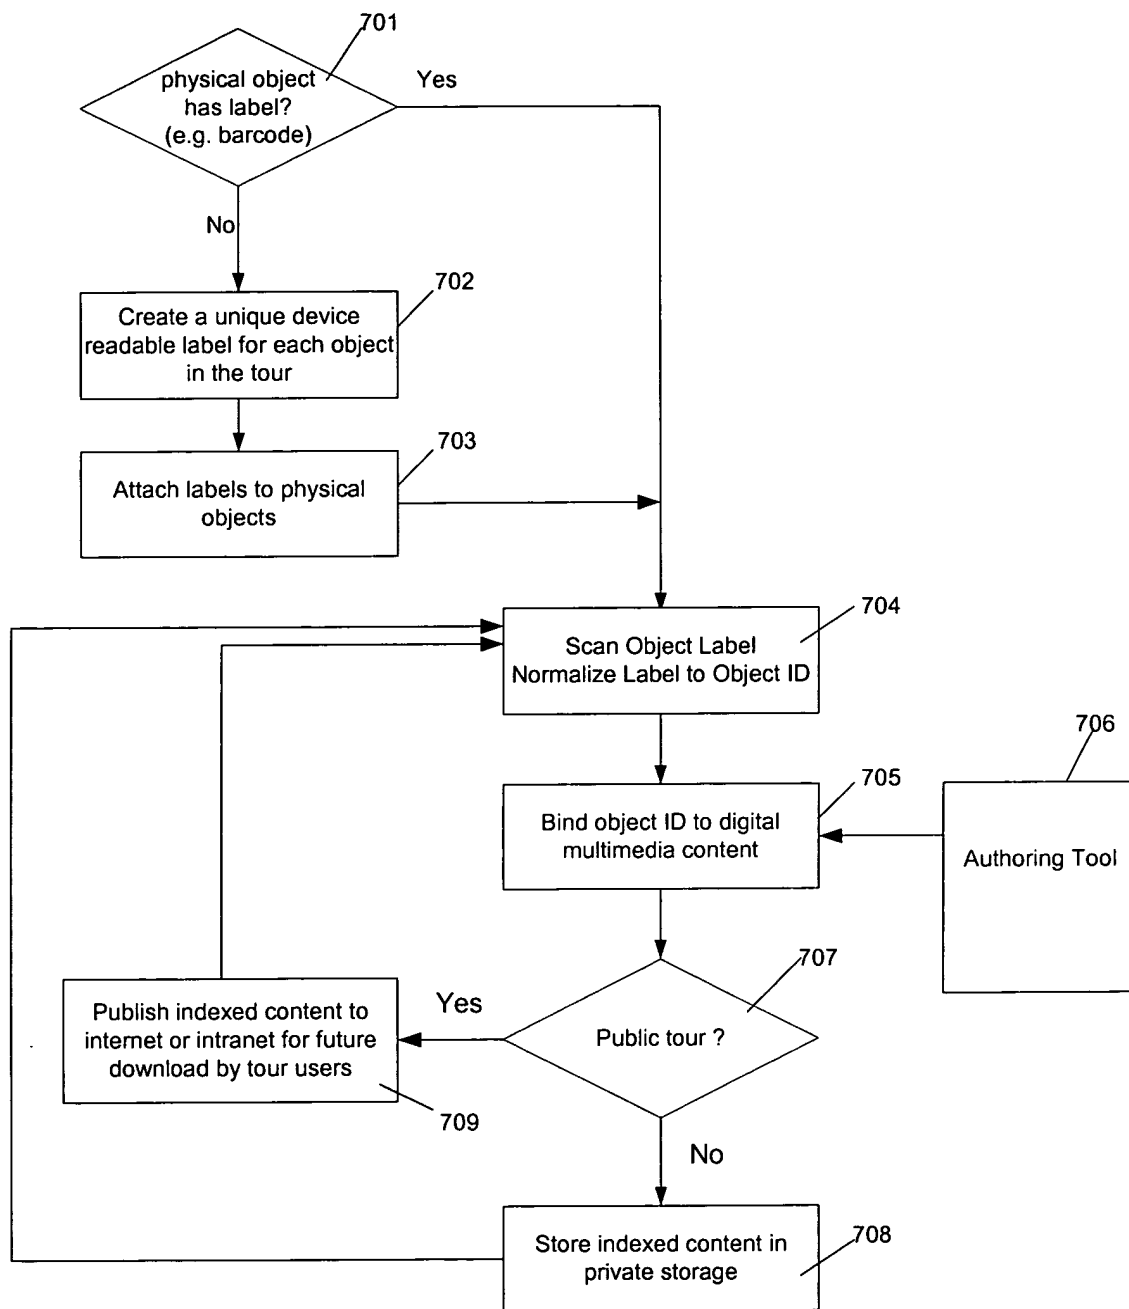 701
physical object
has label?
(e.g. barcode)
Yes
No
702
Create a unique device
readable label for each object
in the tour
703
Attach labels to physical
objects
704
Scan Object Label
Normalize Label to Object ID
705
Bind object ID to digital
multimedia content
706
Authoring Tool
707
Public tour ?
Yes
Publish indexed content to
internet or intranet for future
download by tour users
709
No
Store indexed content in
private storage
708